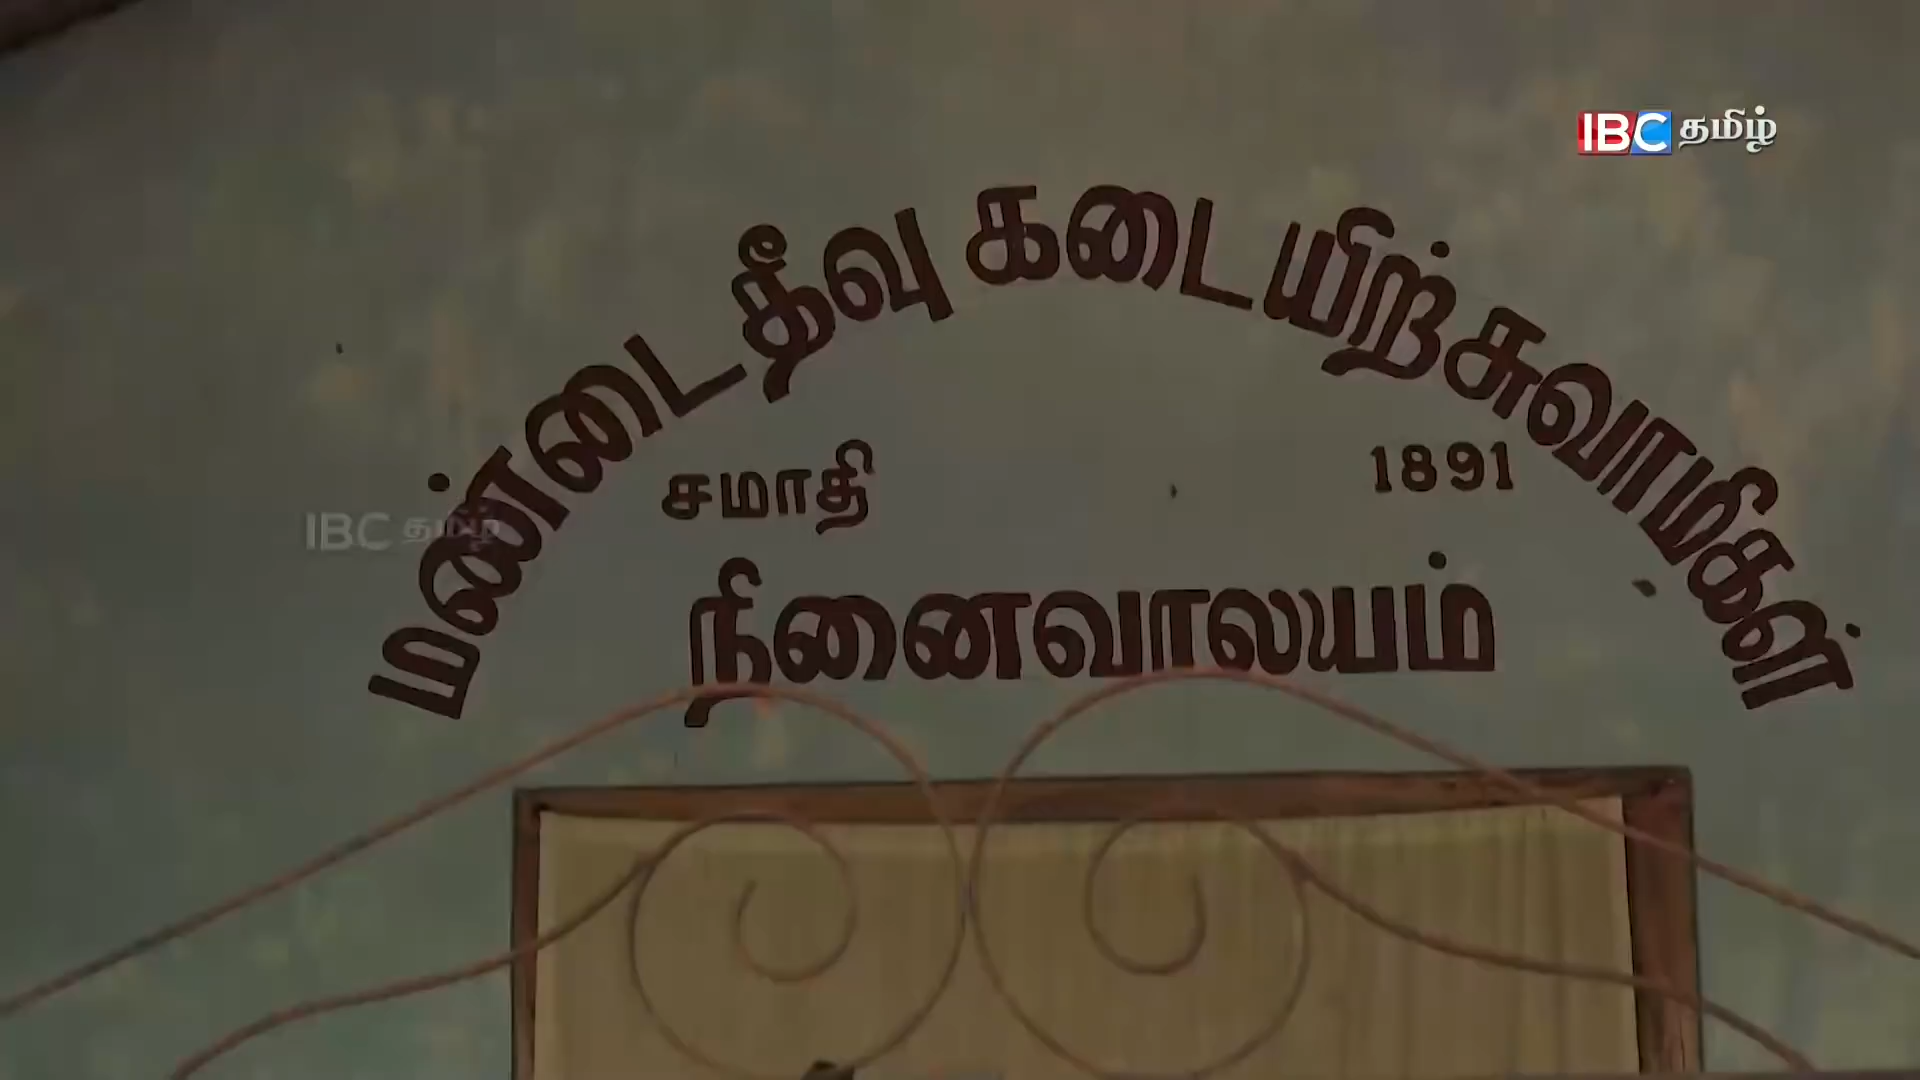 IBC தமிழ்
மண்டைதீவு கடையிற்சுவாமிகள்
சமாதி 1891
IBC தமிழ்
நினைவாலயம்